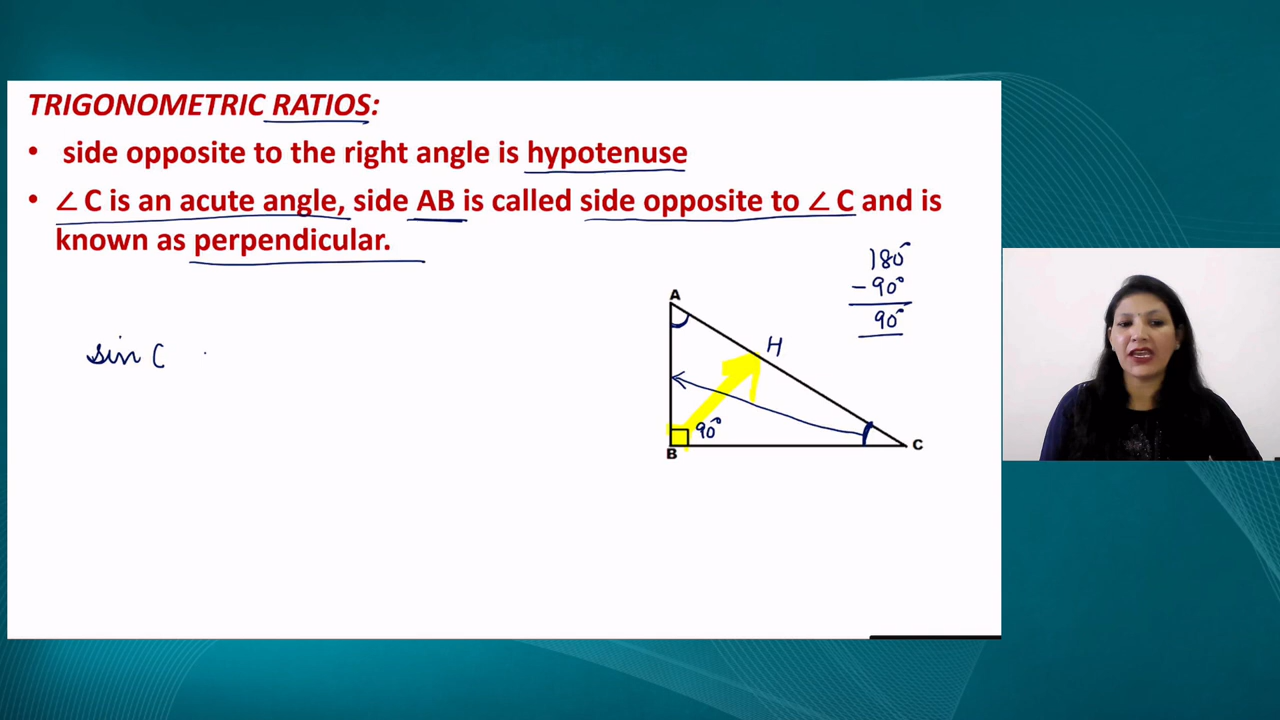 TRIGONOMETRIC RATIOS:
• side opposite to the right angle is hypotenuse
• ∠C is an acute angle, side AB is called side opposite to ∠C and is
known as perpendicular.
180°
-90°
90°
A
H
sin C
90°
B
C